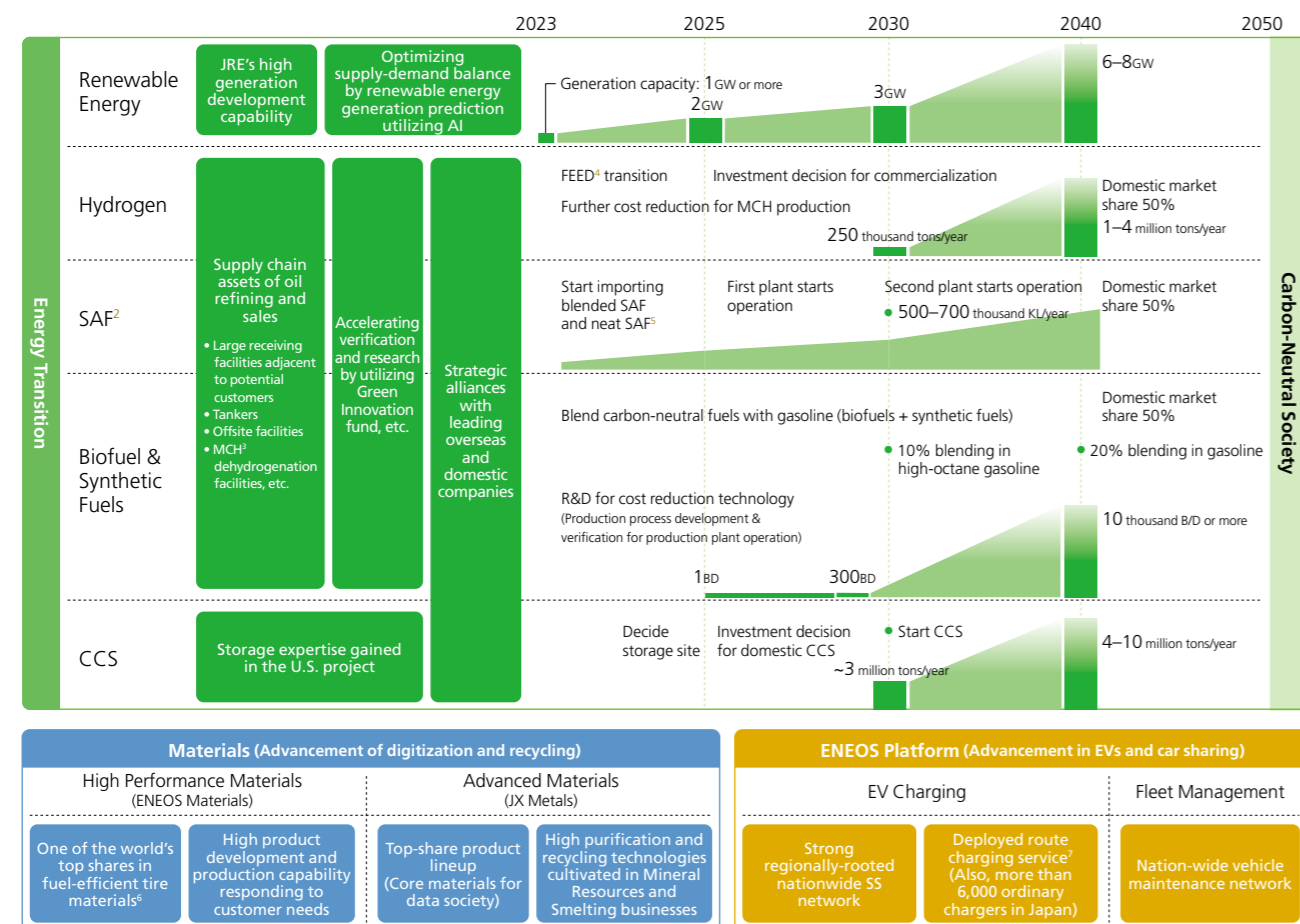 2023 2025 2030 2040 2050
Energy Transition
Renewable
Energy
JRE's high
generation
development
capability
Optimizing
supply-demand balance
by renewable energy
generation prediction
utilizing AI
Generation capacity: 1GW or more
2GW
3GW
6–8GW
Hydrogen
FEED4 transition
Investment decision for commercialization
Further cost reduction for MCH production
250 thousand tons/year
Domestic market
share 50%
1–4 million tons/year
Supply chain
assets of oil
refining and
sales
• Large receiving
facilities adjacent
to potential
customers
• Tankers
• Offsite facilities
• MCH3
dehydrogenation
facilities, etc.
Accelerating
verification
and research
by utilizing
Green
Innovation
fund, etc.
Strategic
alliances
with
leading
overseas
and
domestic
companies
SAF2
Start importing
blended SAF
and neat SAF5
First plant starts
operation
Second plant starts operation
• 500–700 thousand KL/year
Domestic market
share 50%
Biofuel &
Synthetic
Fuels
Blend carbon-neutral fuels with gasoline (biofuels + synthetic fuels)
Domestic market
share 50%
• 10% blending in
high-octane gasoline
• 20% blending in gasoline
R&D for cost reduction technology
(Production process development &
verification for production plant operation)
1BD
300BD
10 thousand B/D or more
CCS
Storage expertise gained
in the U.S. project
Decide
storage site
Investment decision
for domestic CCS
• Start CCS
~3 million tons/year
4–10 million tons/year
Carbon-Neutral Society
Materials (Advancement of digitization and recycling)
High Performance Materials
(ENEOS Materials)
One of the world's
top shares in
fuel-efficient tire
materials6
High product
development and
production capability
responding to
customer needs
Advanced Materials
(JX Metals)
Top-share product
lineup
(Core materials for
data society)
High purification and
recycling technologies
cultivated in Mineral
Resources and
Smelting businesses
ENEOS Platform (Advancement in EVs and car sharing)
EV Charging
Strong
regionally-rooted
nationwide SS
network
Deployed route
charging service7
(Also, more than
6,000 ordinary
chargers in Japan)
Fleet Management
Nation-wide vehicle
maintenance network